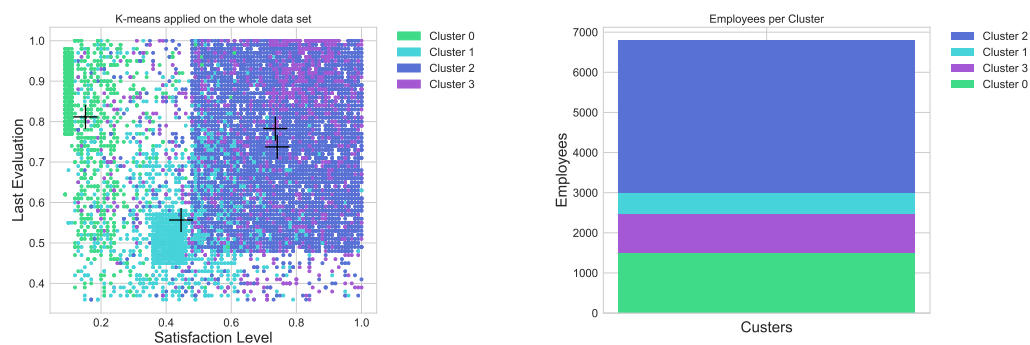 K-means applied on the whole data set
Last Evaluation
1.0
0.9
0.8
0.7
0.6
0.5
0.4
0.2
0.4
0.6
0.8
1.0
Satisfaction Level
Cluster 0
Cluster 1
Cluster 2
Cluster 3
Employees per Cluster
Employees
7000
6000
5000
4000
3000
2000
1000
0
Custers
Cluster 2
Cluster 1
Cluster 3
Cluster 0